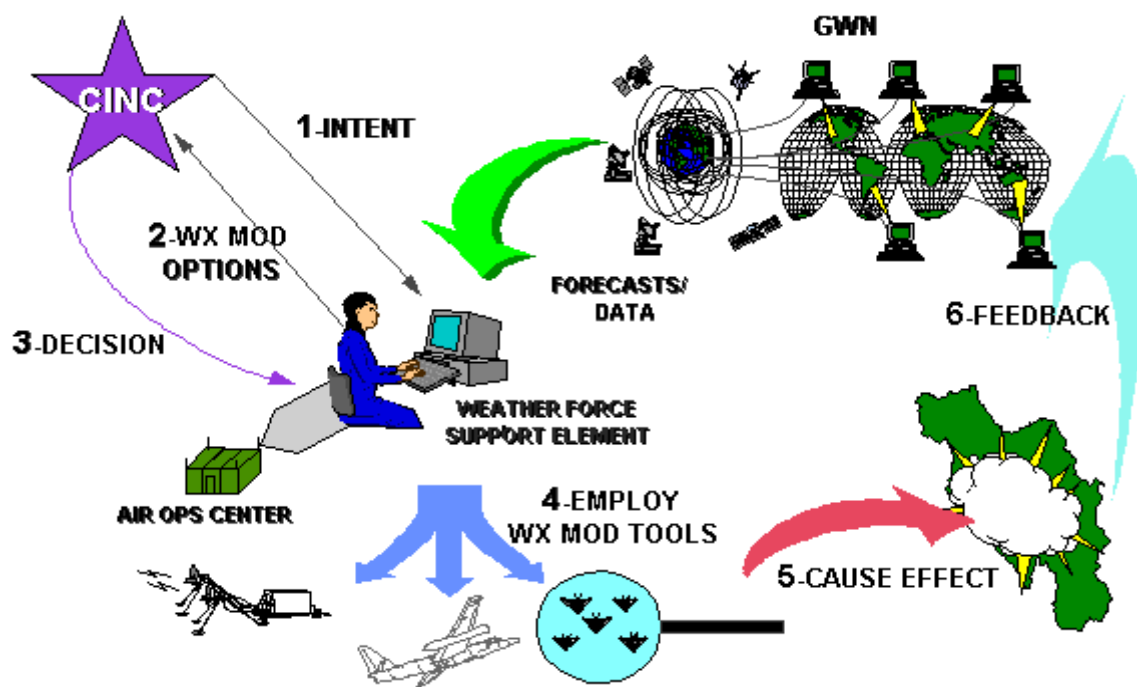 CINC
GWN
1-INTENT
2-WX MOD
OPTIONS
3-DECISION
FORECASTS/
DATA
6-FEEDBACK
WEATHER FORCE
SUPPORT ELEMENT
AIR OPS CENTER
4-EMPLOY
WX MOD TOOLS
5-CAUSE EFFECT